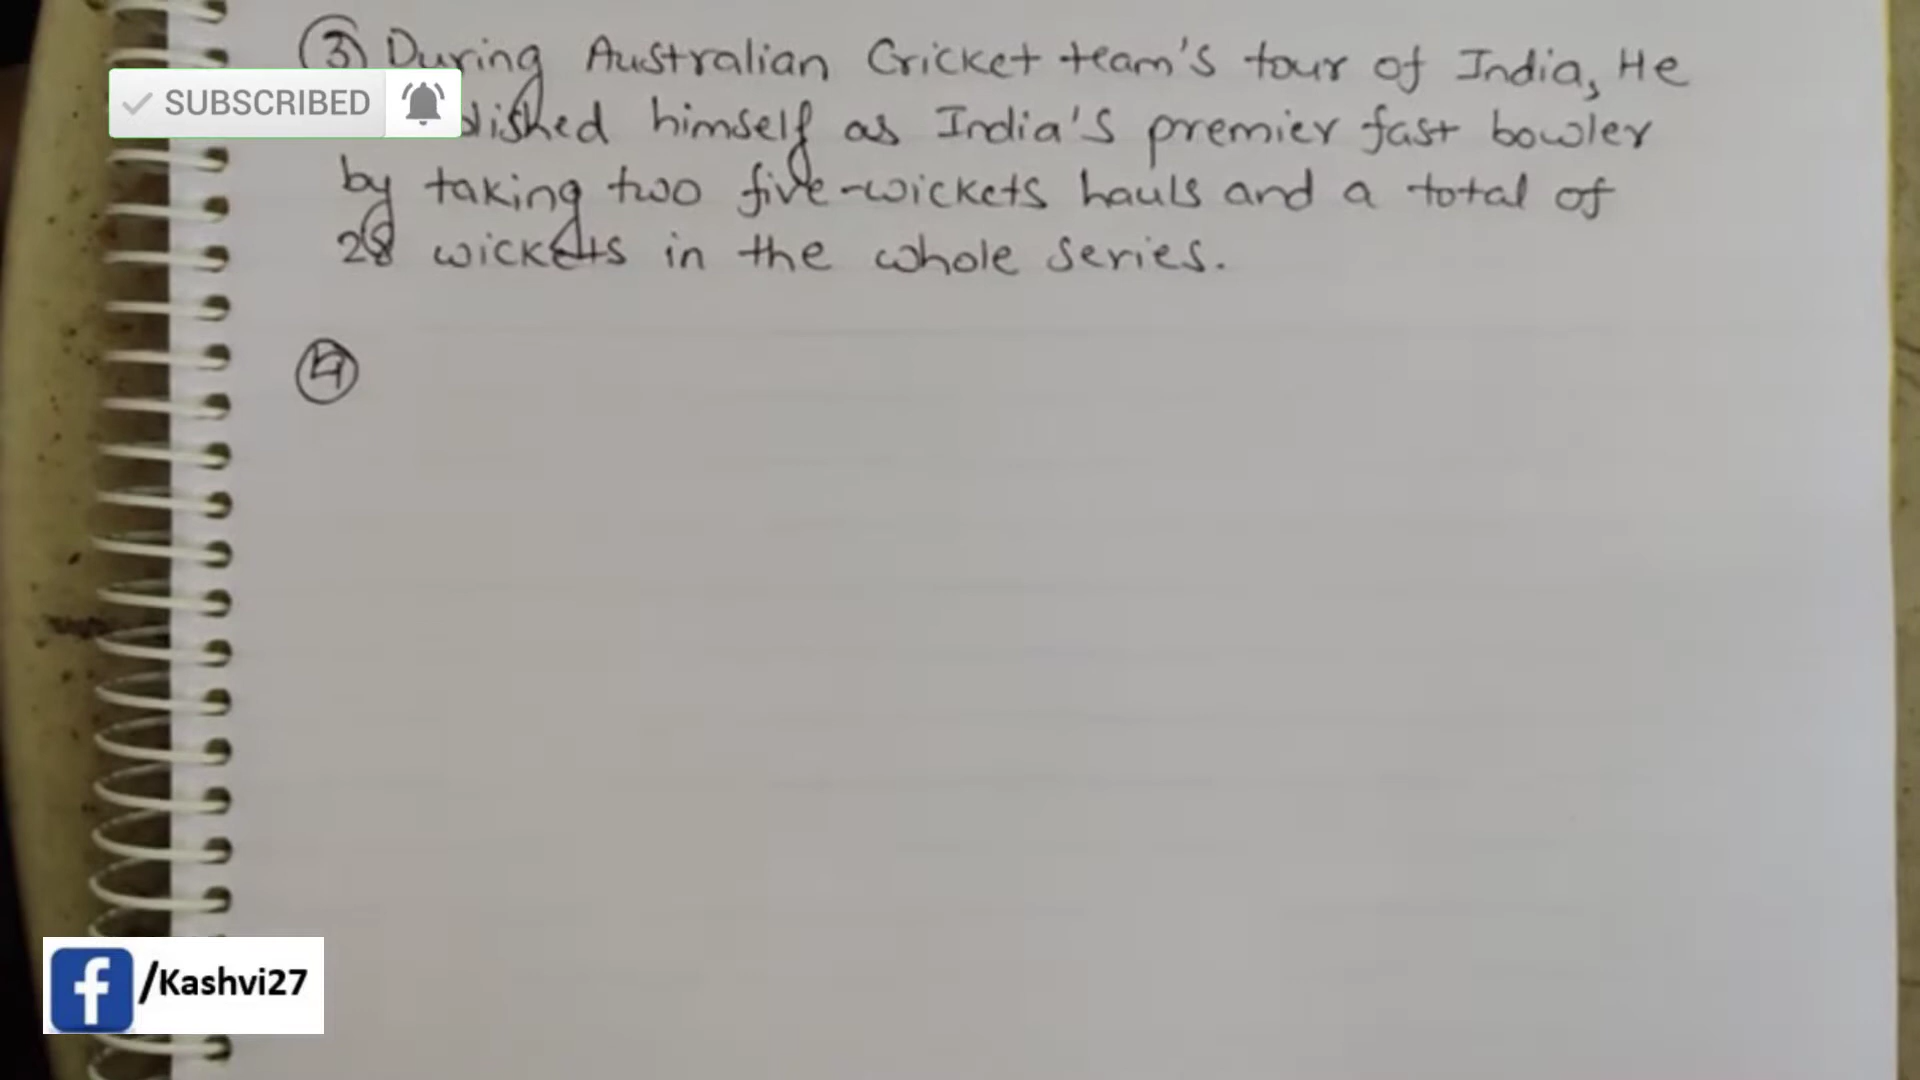 ③ During Australian Cricket team's tour of India, He
SUBSCRIBED
dished himself as India's premier fast bowler
by taking two five-wickets hauls and a total of
28 wickets in the whole series.
④
f/Kashvi27